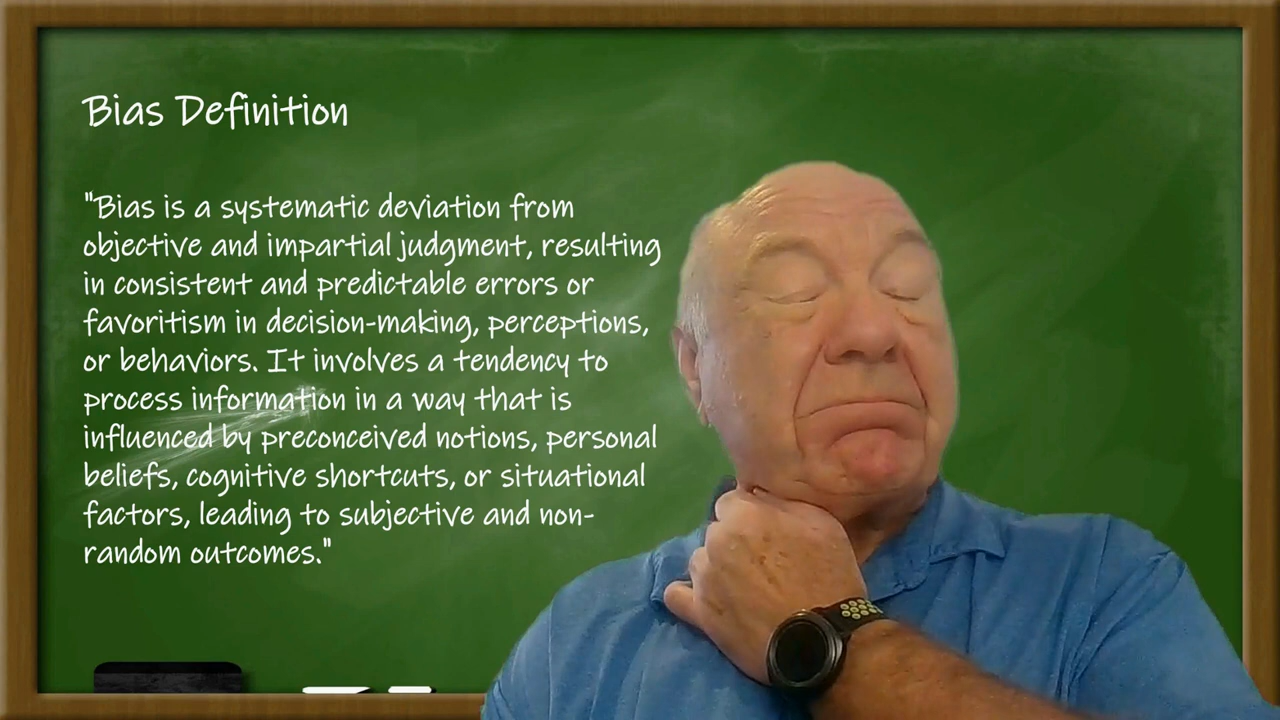 Bias Definition
"Bias is a systematic deviation from
objective and impartial judgment, resulting
in consistent and predictable errors or
favoritism in decision-making, perceptions,
or behaviors. It involves a tendency to
process information in a way that is
influenced by preconceived notions, personal
beliefs, cognitive shortcuts, or situational
factors, leading to subjective and non-
random outcomes."